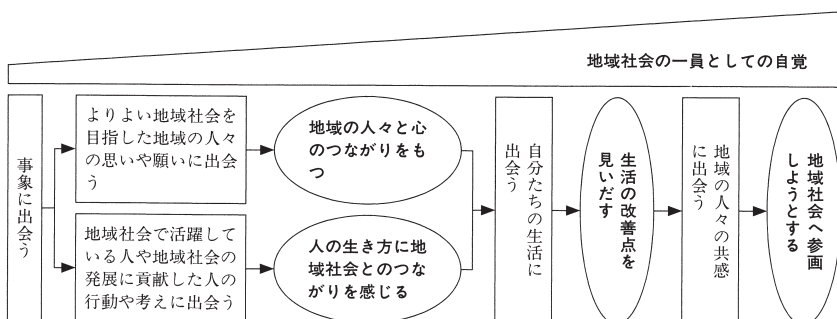 地域社会の一員としての自覚
事象に出会う
よりよい地域社会を
目指した地域の人々
の思いや願いに出会
う
地域の人々と心
のつながりをも
つ
地域社会で活躍して
いる人や地域社会の
発展に貢献した人の
行動や考えに出会う
人の生き方に地
域社会とのつな
がりを感じる
自分たちの生活に
出会う
生活の改善点を
見いだす
地域の人々の共感
に出会う
地域社会へ参画
しようとする